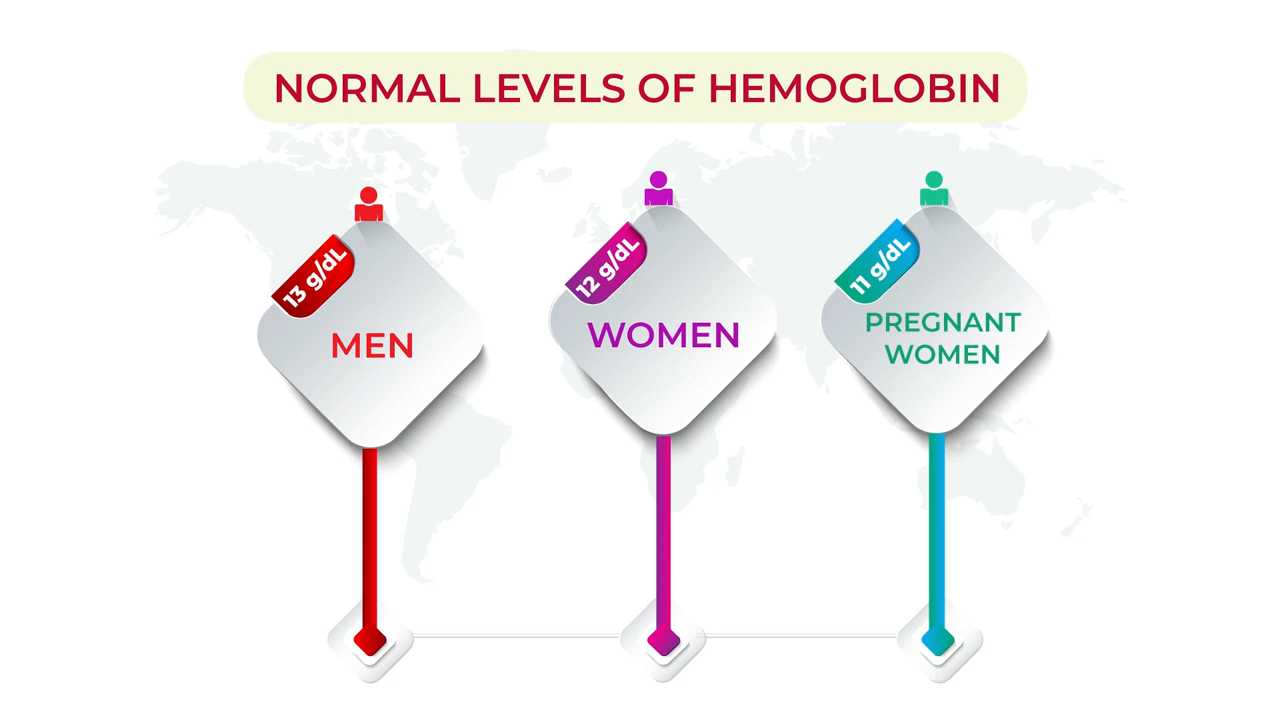 NORMAL LEVELS OF HEMOGLOBIN
13 g/dL
MEN
12 g/dL
WOMEN
11 g/dL
PREGNANT
WOMEN